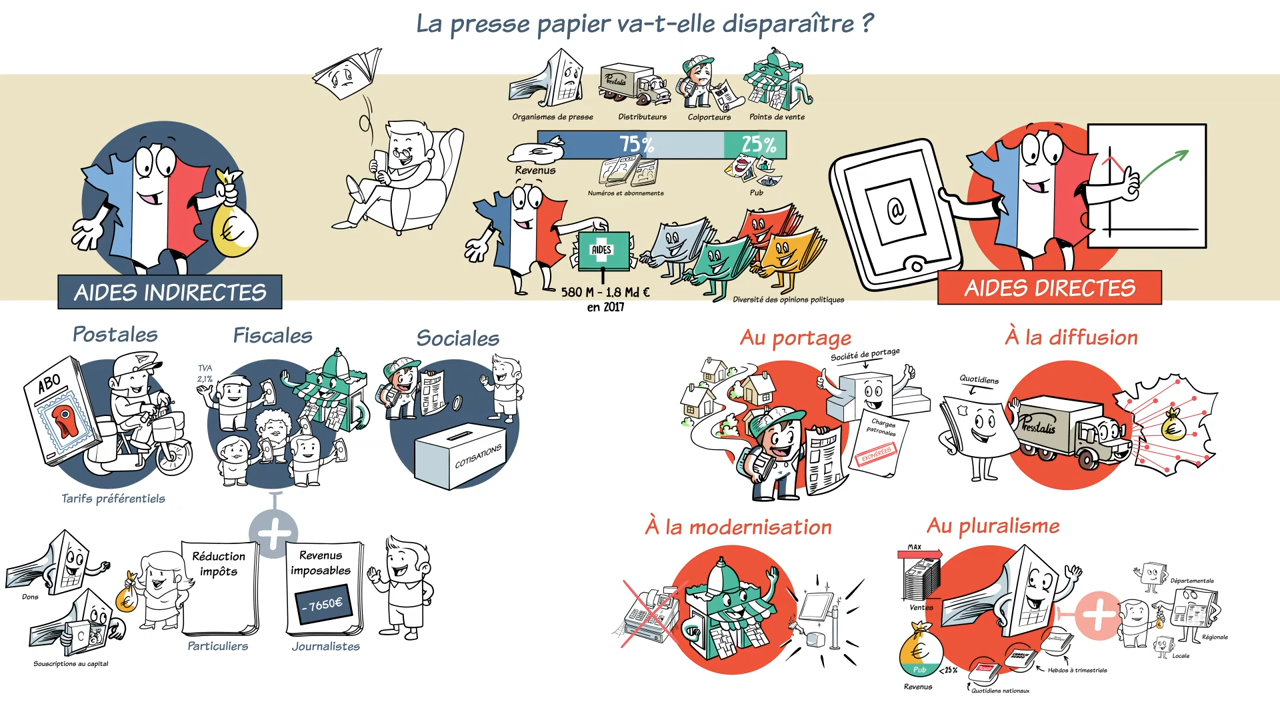 La presse papier va-t-elle disparaître ?
Prestalis
Organismes de presse
Distributeurs
Colporteurs
Points de vente
75%
25%
Revenus
Numéros et abonnements
Pub
@
AIDES
580 M - 1,8 Md €
en 2017
Diversité des opinions politiques
€
AIDES INDIRECTES
AIDES DIRECTES
Postales
Fiscales
Sociales
ABO
TVA
2,1%
COTISATIONS
Tarifs préférentiels
+
Dons
Souscriptions au capital
€
Réduction
impôts
Particuliers
Revenus
imposables
- 7650€
Journalistes
Au portage
Société de portage
Charges
patronales
EXONÉRÉES
À la diffusion
Quotidiens
Prestalis
€
À la modernisation
Au pluralisme
MAX
Ventes
€
Pub
<25%
Revenus
Quotidiens nationaux
Hebdos à trimestriels
+
Départementale
Régionale
Locale